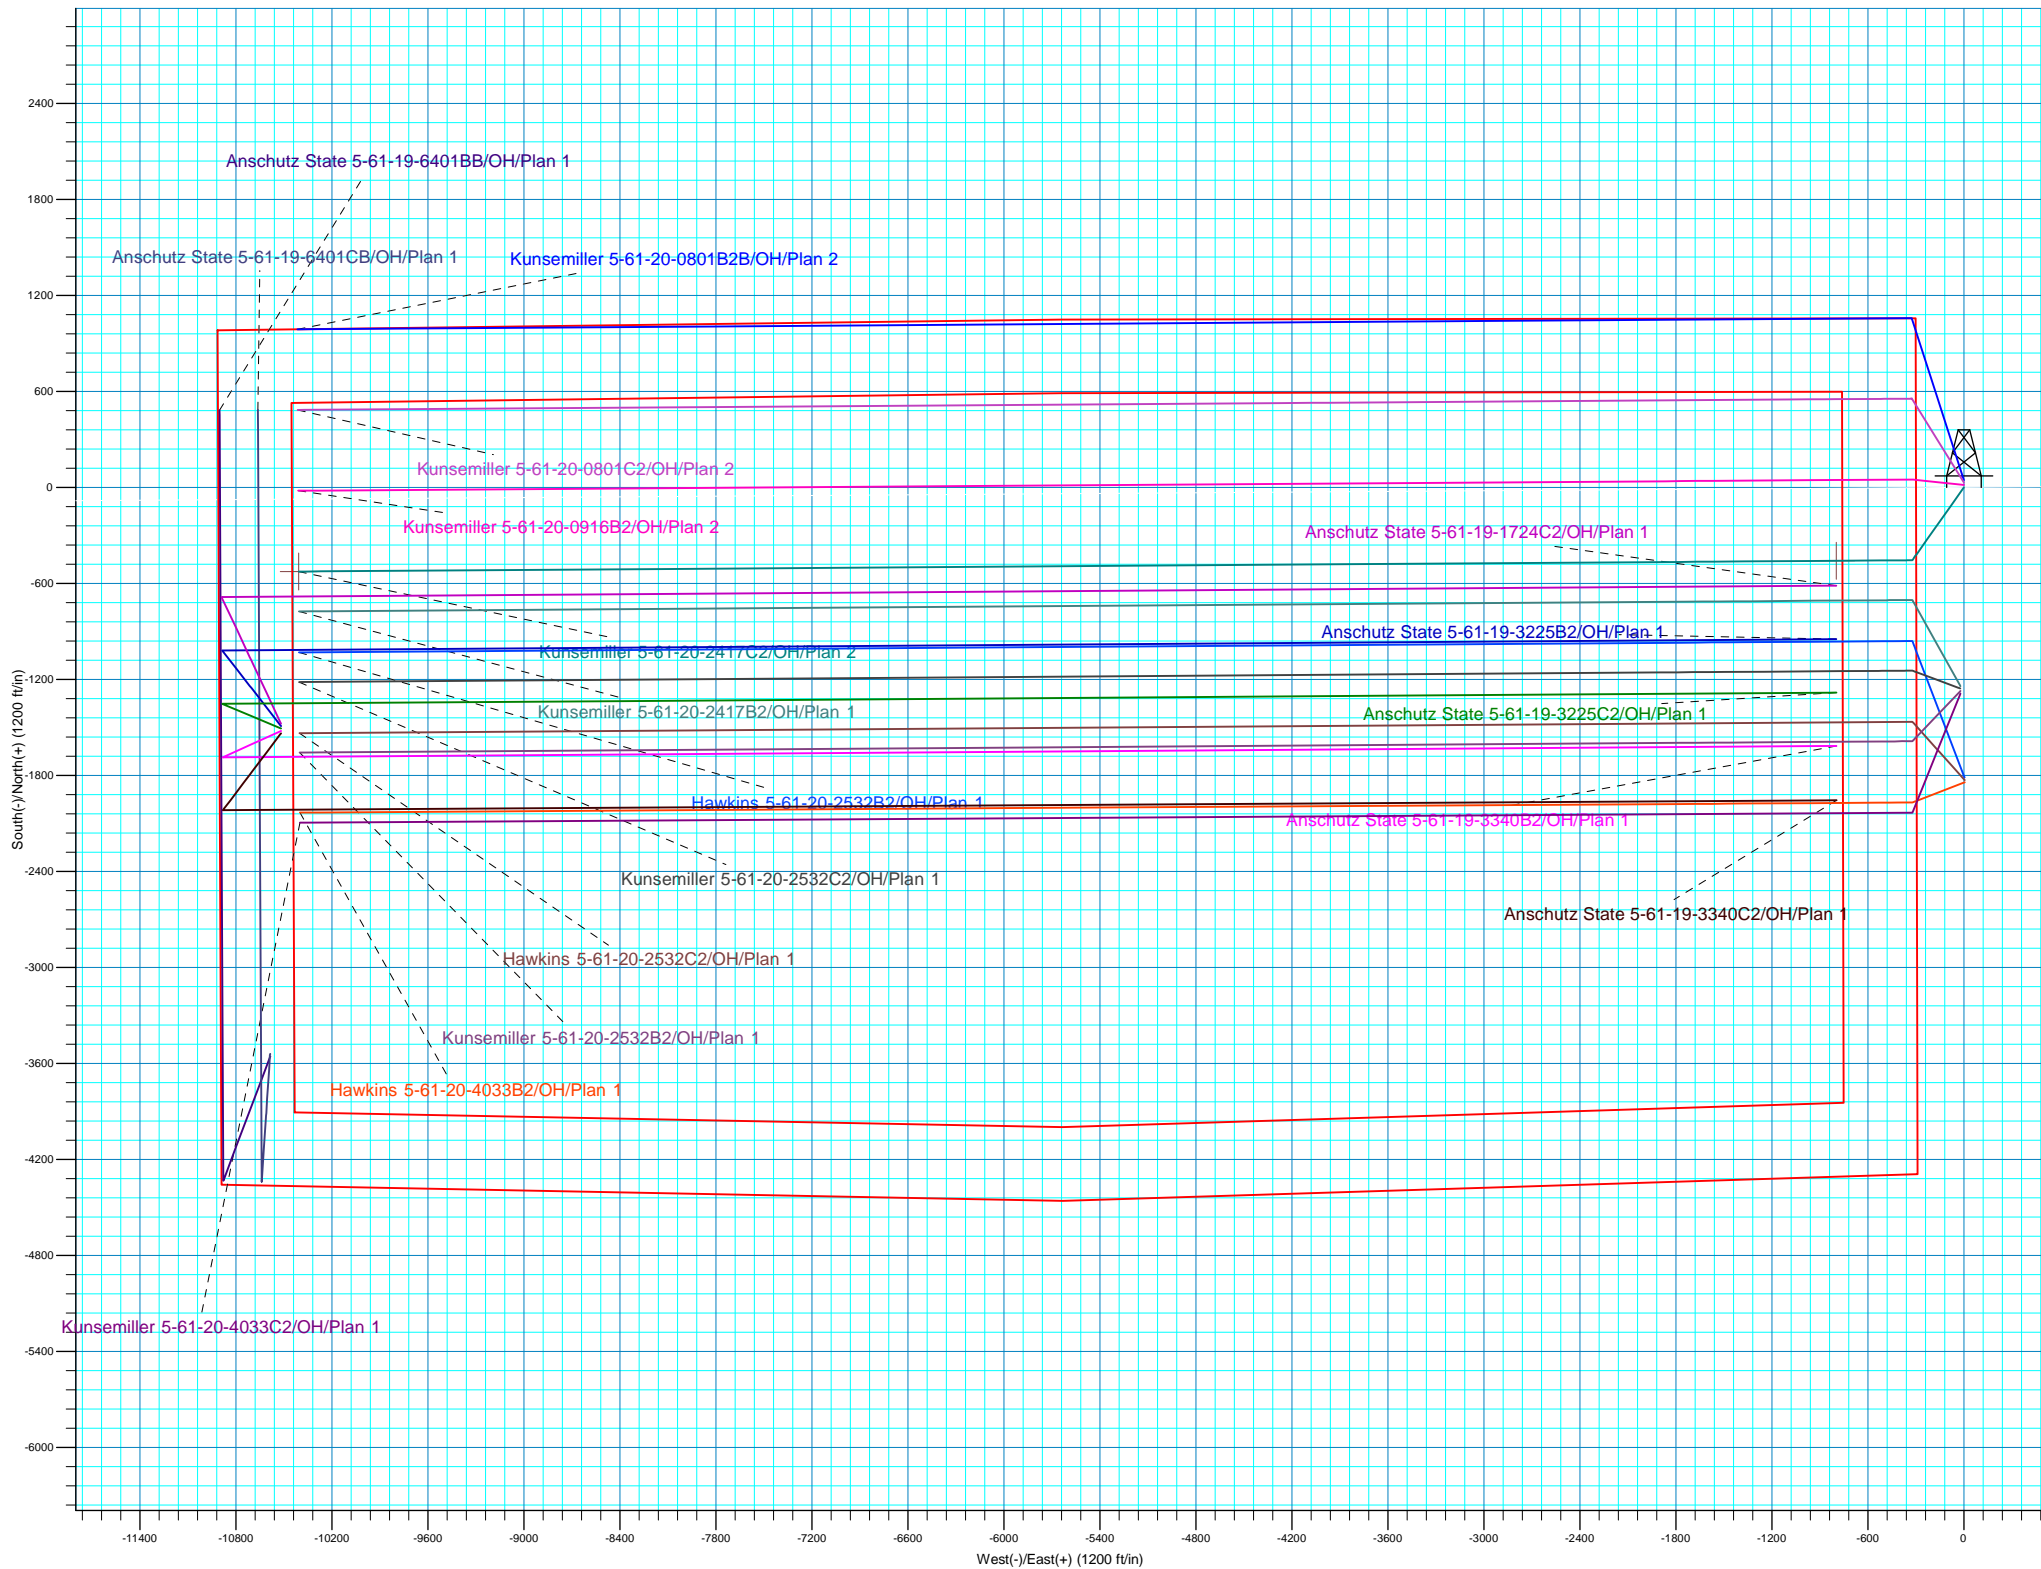 2400
Anschutz State 5-61-19-6401BB/OH/Plan 1
1800
Anschutz State 5-61-19-6401CB/OH/Plan 1
Kunsemiller 5-61-20-0801B2B/OH/Plan 2
1200
600
Kunsemiller 5-61-20-0801C2/OH/Plan 2
0
Kunsemiller 5-61-20-0916B2/OH/Plan 2
Anschutz State 5-61-19-1724C2/OH/Plan 1
-600
Anschutz State 5-61-19-3225B2/OH/Plan 1
Kunsemiller 5-61-20-2417C2/OH/Plan 2
-1200
Kunsemiller 5-61-20-2417B2/OH/Plan 1
Anschutz State 5-61-19-3225C2/OH/Plan 1
South(-)/North(+) (1200 ft/in)
-1800
Hawkins 5-61-20-2532B2/OH/Plan 1
Anschutz State 5-61-19-3340B2/OH/Plan 1
-2400
Kunsemiller 5-61-20-2532C2/OH/Plan 1
Anschutz State 5-61-19-3340C2/OH/Plan 1
-3000
Hawkins 5-61-20-2532C2/OH/Plan 1
Kunsemiller 5-61-20-2532B2/OH/Plan 1
-3600
Hawkins 5-61-20-4033B2/OH/Plan 1
-4200
-4800
Kunsemiller 5-61-20-4033C2/OH/Plan 1
-5400
-6000
-11400 -10800 -10200 -9600 -9000 -8400 -7800 -7200 -6600 -6000 -5400 -4800 -4200 -3600 -3000 -2400 -1800 -1200 -600 0
West(-)/East(+) (1200 ft/in)